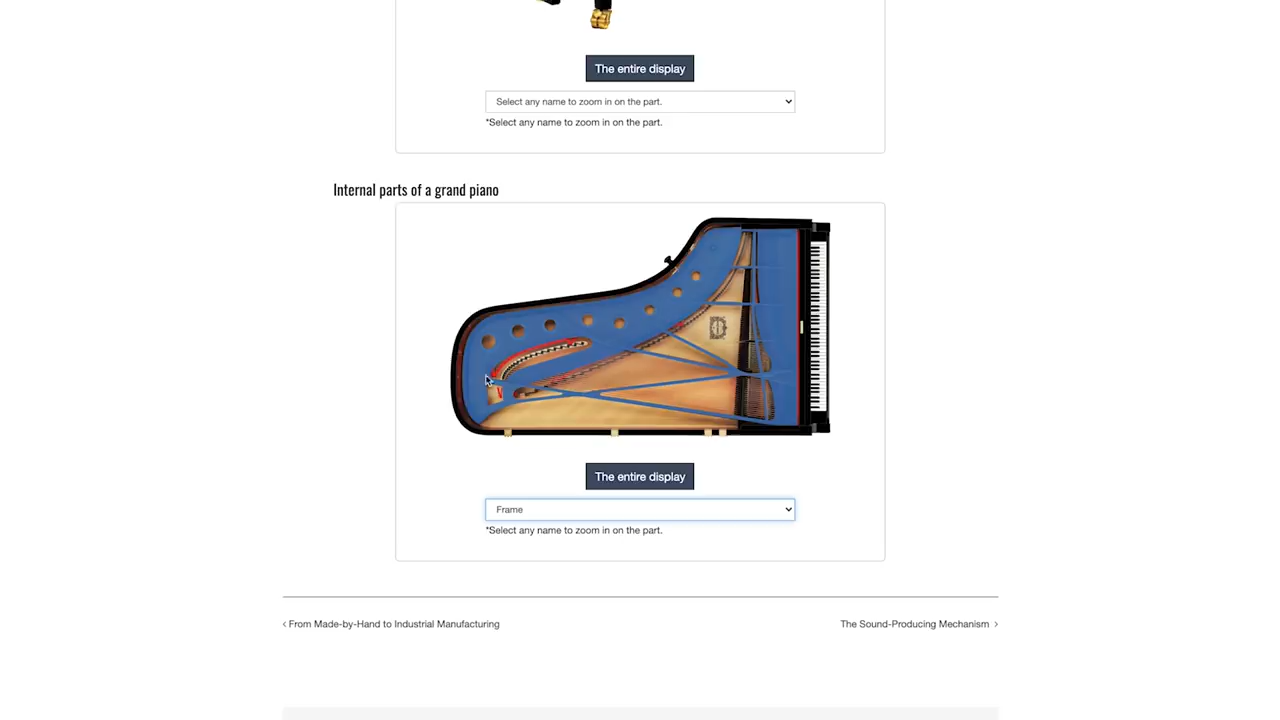 The entire display
Select any name to zoom in on the part.
*Select any name to zoom in on the part.
Internal parts of a grand piano
The entire display
Frame
*Select any name to zoom in on the part.
‹ From Made-by-Hand to Industrial Manufacturing
The Sound-Producing Mechanism ›